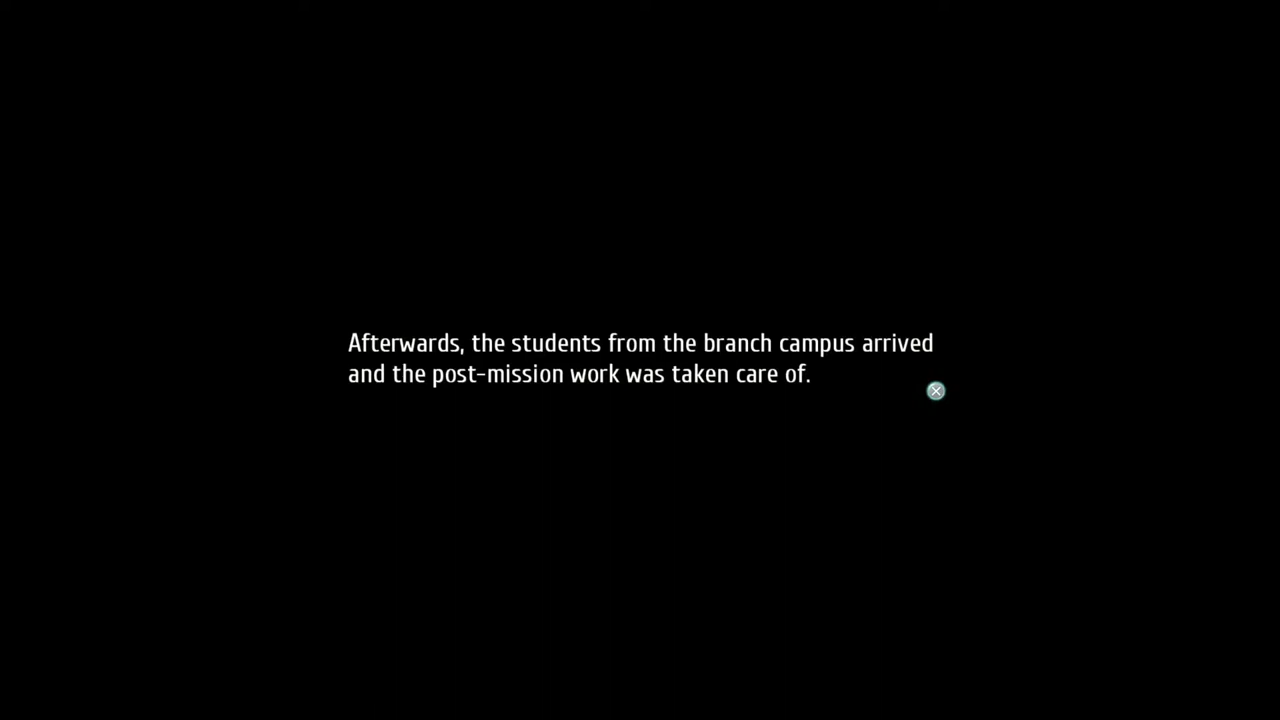 Afterwards, the students from the branch campus arrived
and the post-mission work was taken care of.